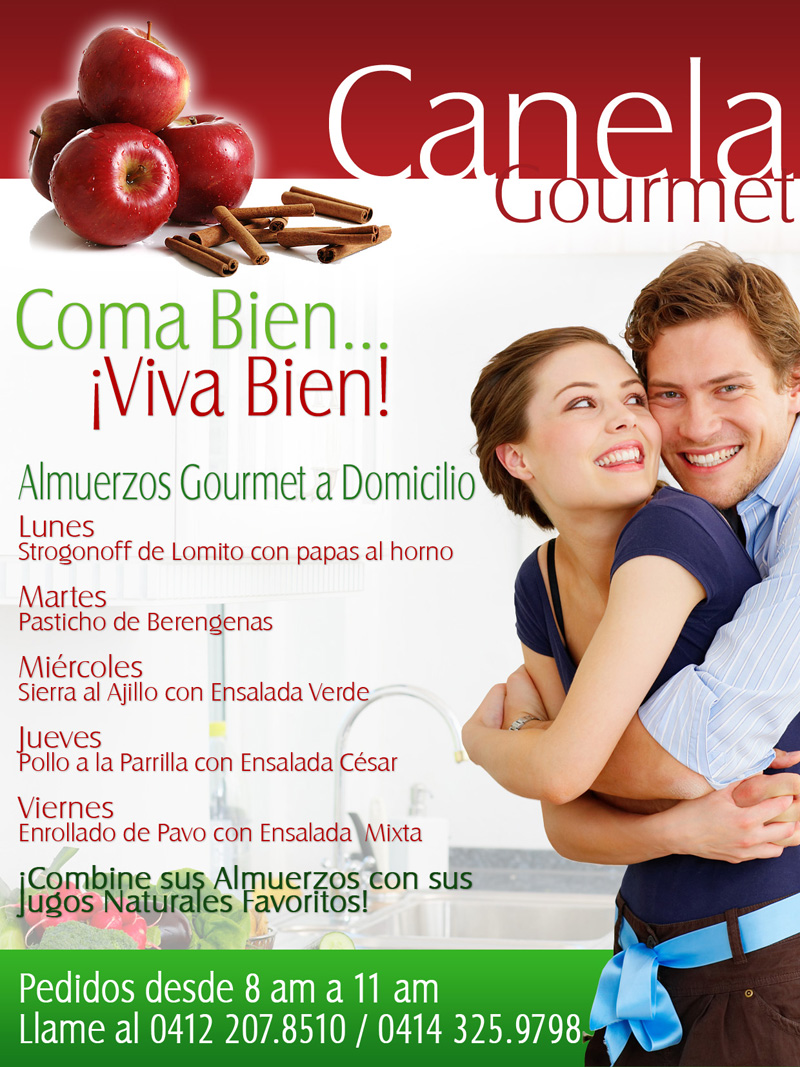 Canela
Gourmet
Coma Bien...
¡Viva Bien!
Almuerzos Gourmet a Domicilio
Lunes
Strogonoff de Lomito con papas al horno
Martes
Pasticho de Berengenas
Miércoles
Sierra al Ajillo con Ensalada Verde
Jueves
Pollo a la Parrilla con Ensalada César
Viernes
Enrollado de Pavo con Ensalada Mixta
¡Combine sus Almuerzos con sus
Jugos Naturales Favoritos!
Pedidos desde 8 am a 11 am
Llame al 0412 207.8510 / 0414 325.9798